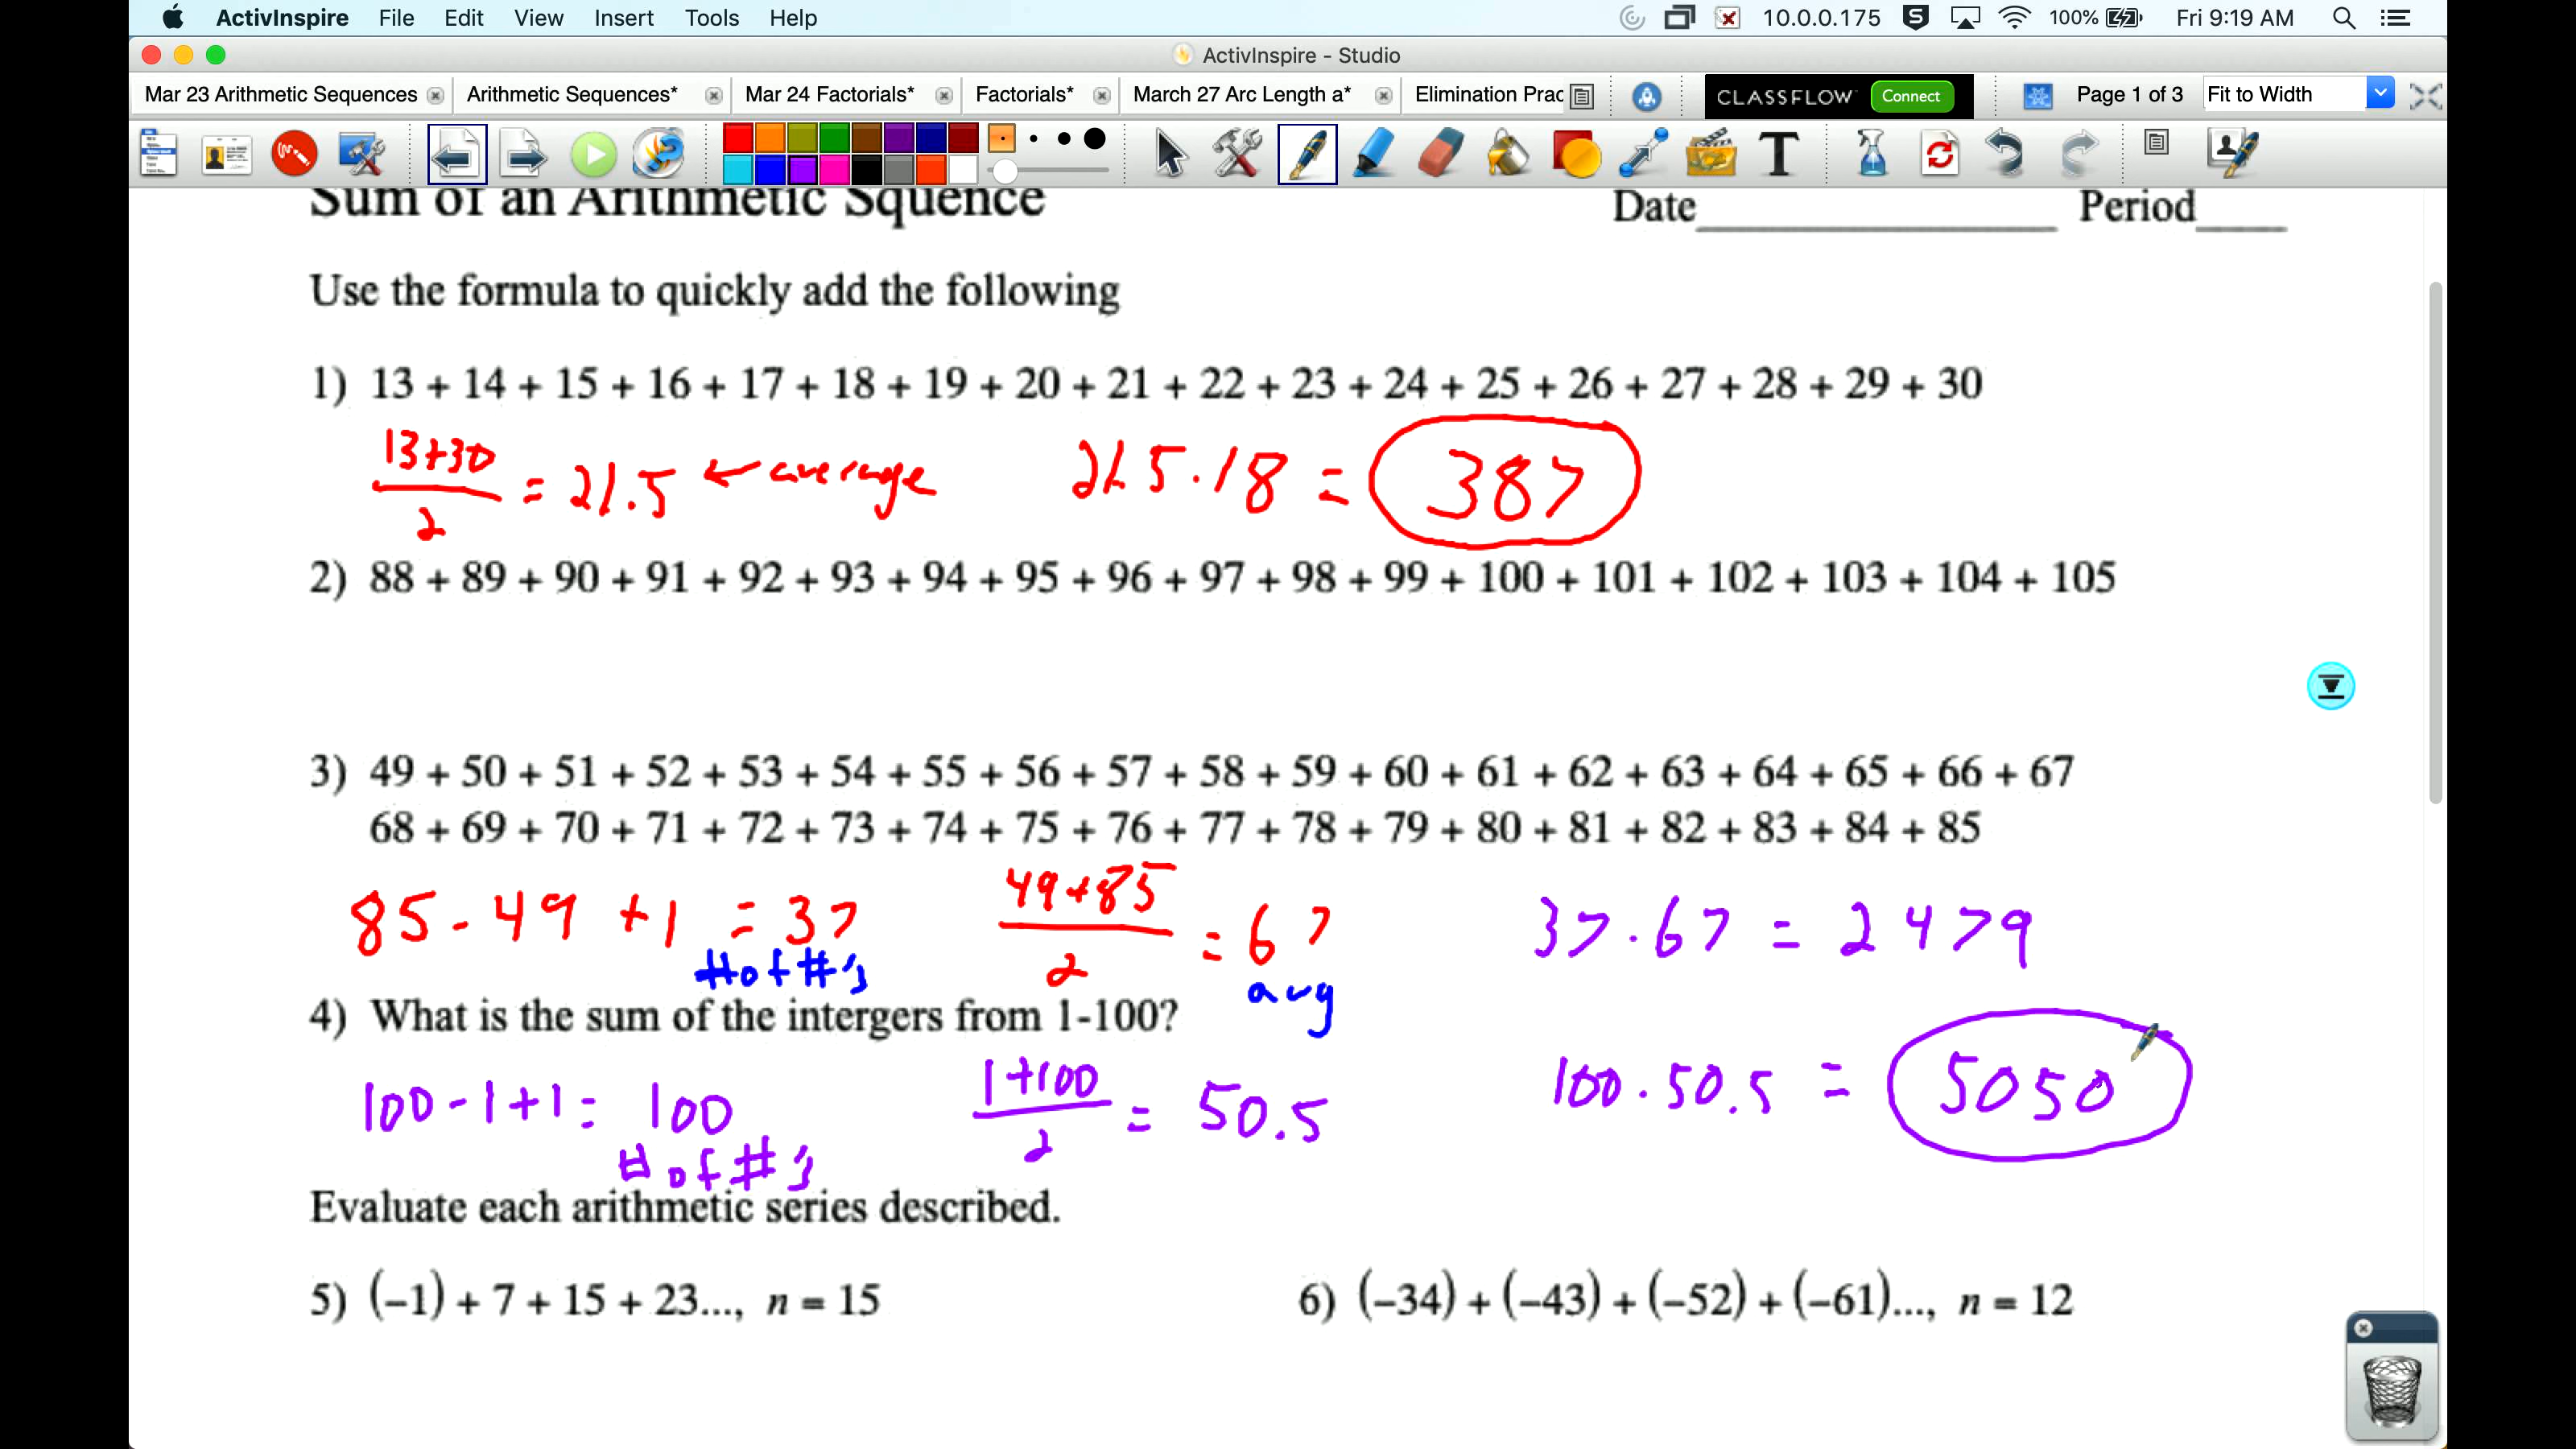 ActivInspire File Edit View Insert Tools Help 10.0.0.175 S 100% Fri 9:19 AM
ActivInspire - Studio
Mar 23 Arithmetic Sequences Arithmetic Sequences* Mar 24 Factorials* Factorials* March 27 Arc Length a* Elimination Prac CLASSFLOW Connect Page 1 of 3 Fit to Width
T
Sum of an Arithmetic Squence Date Period
Use the formula to quickly add the following
1) 13 + 14 + 15 + 16 + 17 + 18 + 19 + 20 + 21 + 22 + 23 + 24 + 25 + 26 + 27 + 28 + 29 + 30
13+30
= 21.5 ← average 21.5 · 18 = 387
2
2) 88 + 89 + 90 + 91 + 92 + 93 + 94 + 95 + 96 + 97 + 98 + 99 + 100 + 101 + 102 + 103 + 104 + 105
3) 49 + 50 + 51 + 52 + 53 + 54 + 55 + 56 + 57 + 58 + 59 + 60 + 61 + 62 + 63 + 64 + 65 + 66 + 67
68 + 69 + 70 + 71 + 72 + 73 + 74 + 75 + 76 + 77 + 78 + 79 + 80 + 81 + 82 + 83 + 84 + 85
49+85
85 - 49 + 1 = 37 = 67 37 · 67 = 2479
2
# of #'s avg
4) What is the sum of the intergers from 1-100?
1+100
100 - 1 + 1 = 100 = 50.5 100 · 50.5 = 5050
2
# of #'s
Evaluate each arithmetic series described.
5) (−1) + 7 + 15 + 23..., n = 15 6) (−34) + (−43) + (−52) + (−61)..., n = 12